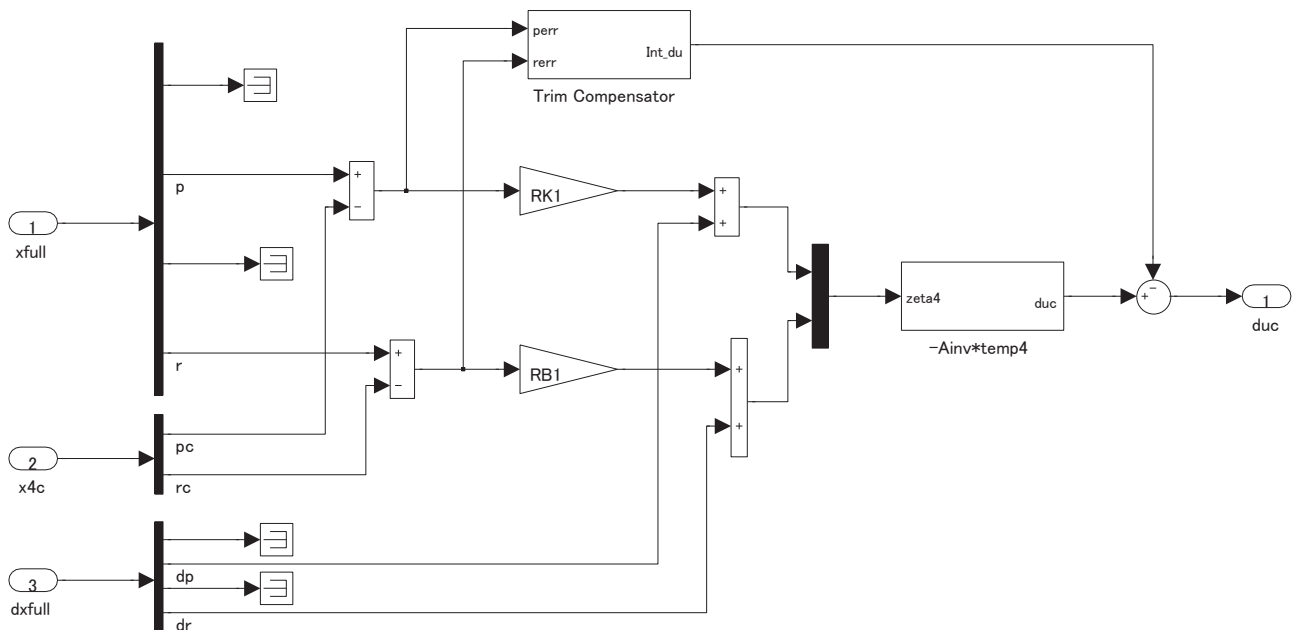 perr
rerr
Int_du
Trim Compensator
p
+
−
RK1
+
+
1
xfull
zeta4
duc
-Ainv*temp4
+
−
1
duc
r
+
−
RB1
+
+
pc
rc
2
x4c
dp
dr
3
dxfull